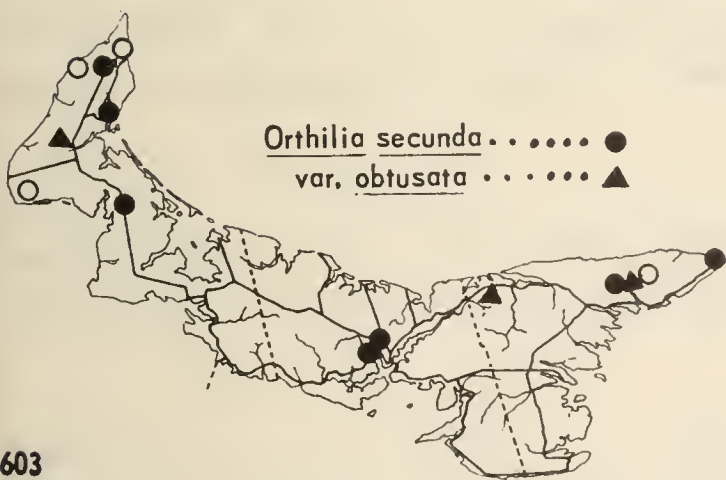 Orthilia secunda . . . . . . . ●
var. obtusata . . . . . . ▲
603